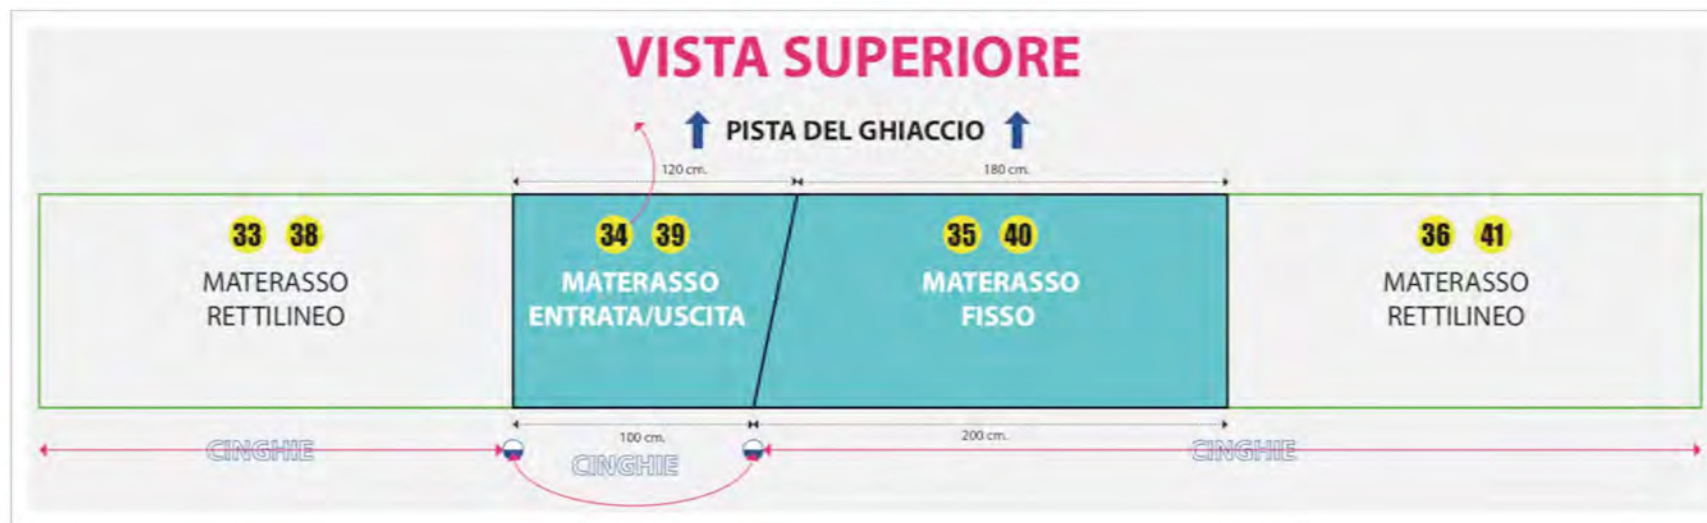 VISTA SUPERIORE
PISTA DEL GHIACCIO
120 cm. 180 cm.
33 38 34 39 35 40 36 41
MATERASSO MATERASSO MATERASSO MATERASSO
RETTILINEO ENTRATA/USCITA FISSO RETTILINEO
100 cm. 200 cm.
CINGHIE CINGHIE CINGHIE